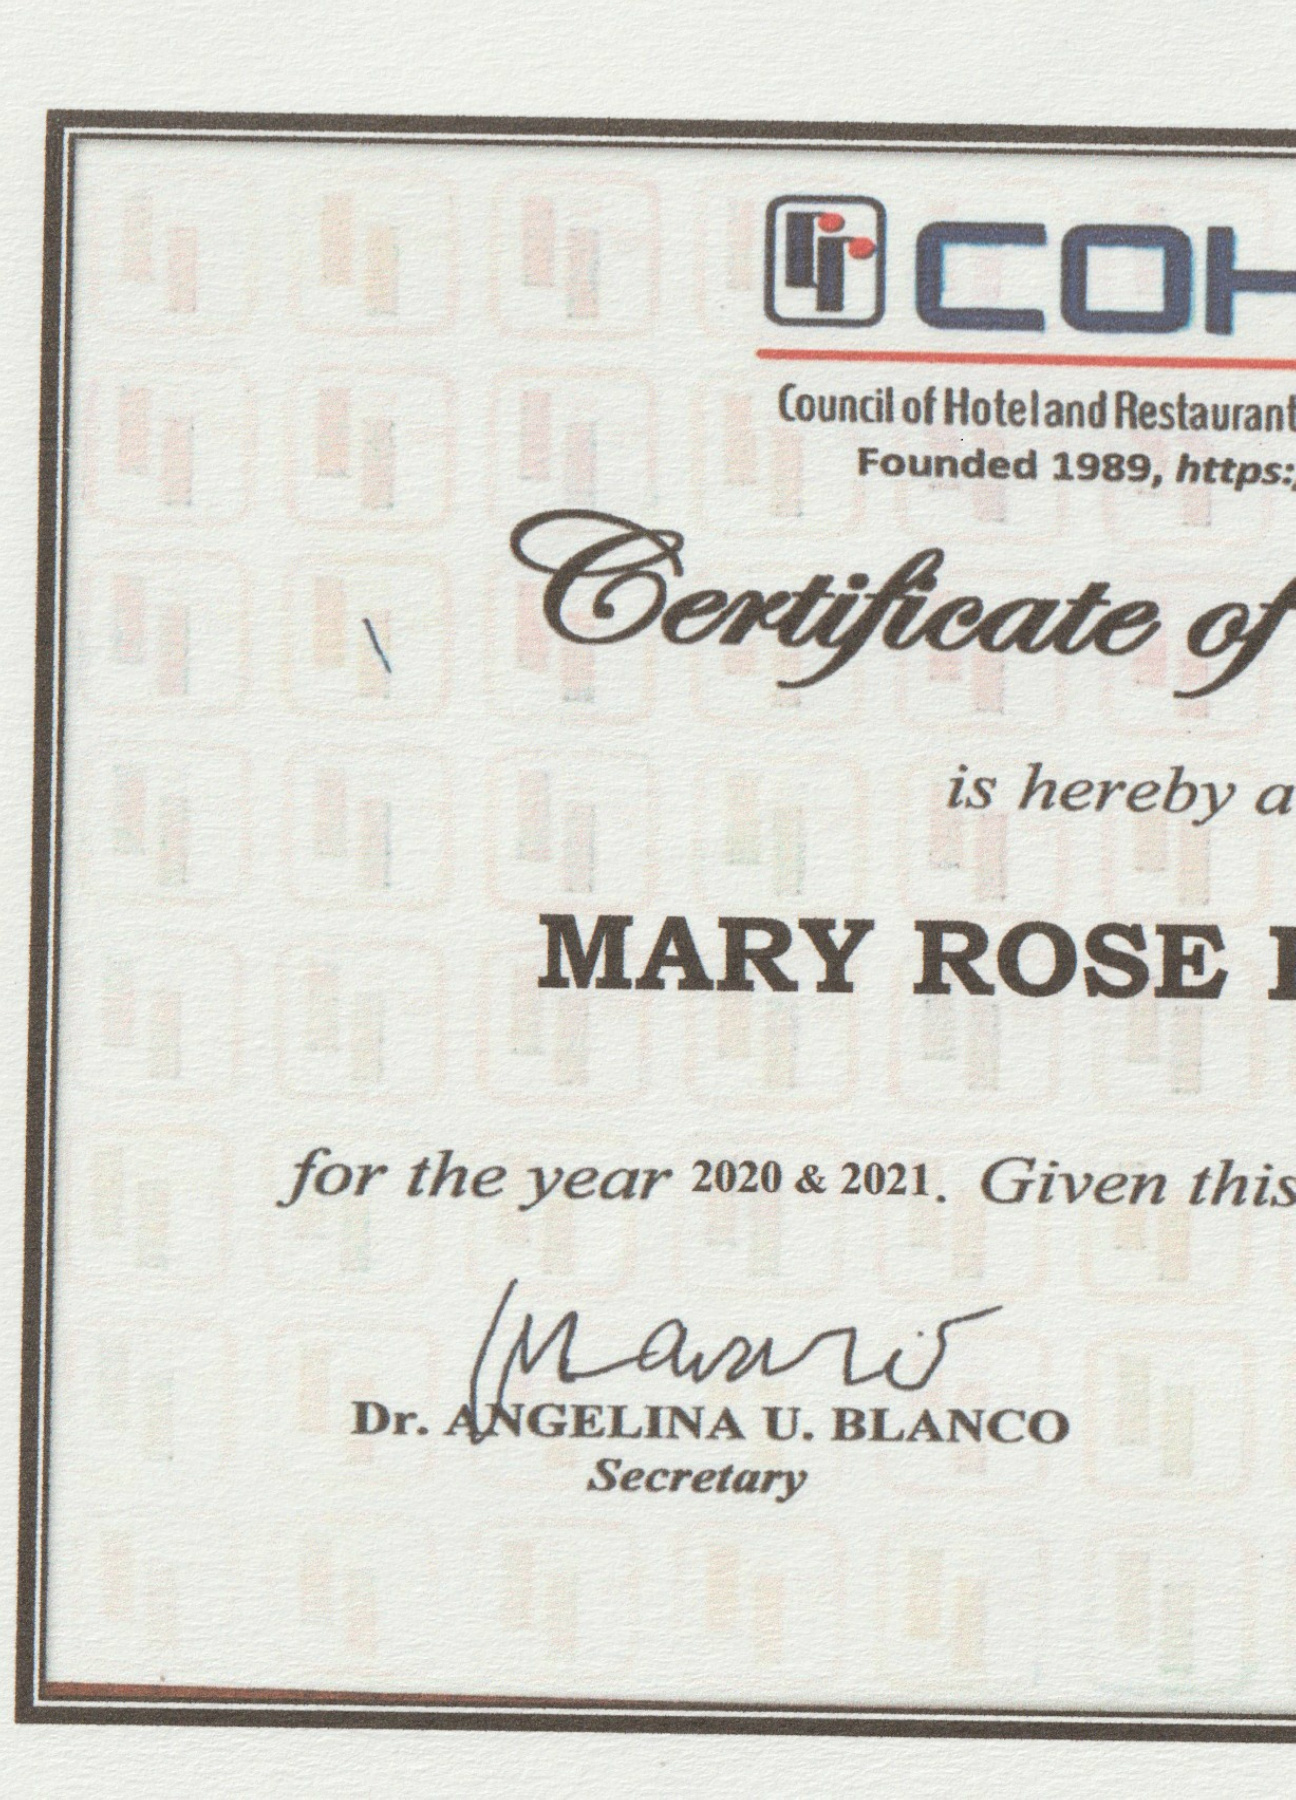 COH
Council of Hotel and Restaurant
Founded 1989, https:/
Certificate of
is hereby a
MARY ROSE
for the year 2020 & 2021. Given this
Dr. ANGELINA U. BLANCO
Secretary